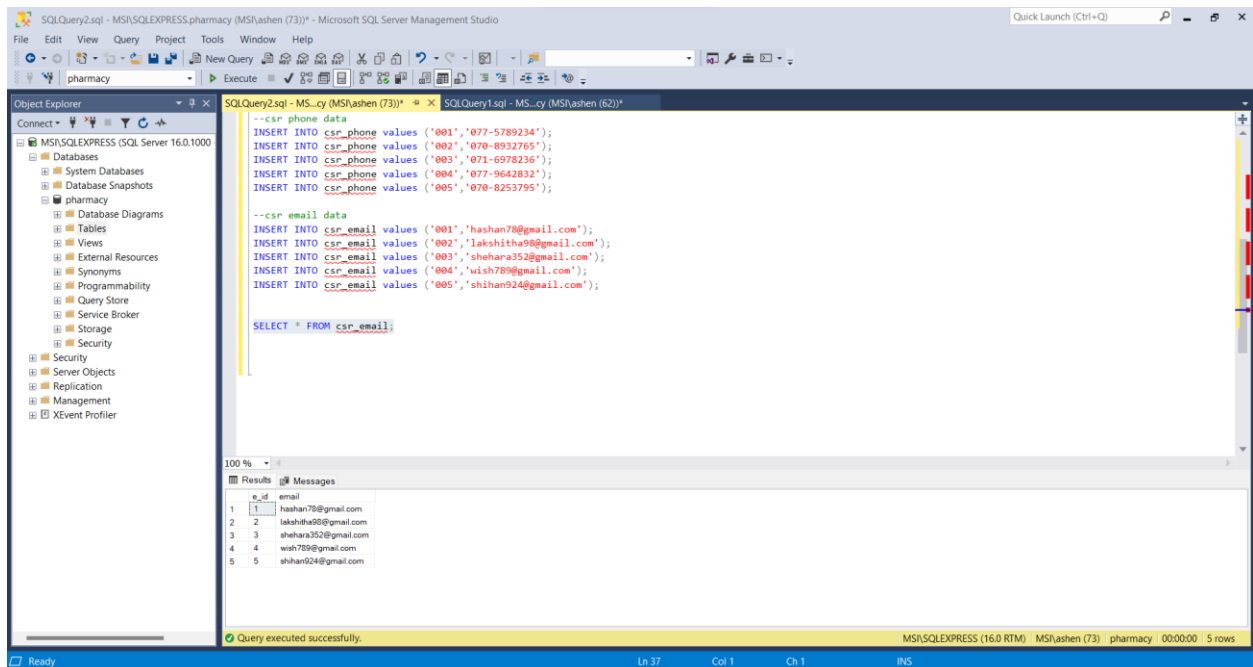 SQLQuery2.sql - MSI\SQLEXPRESS.pharmacy (MSI\ashen (73))* - Microsoft SQL Server Management Studio
Quick Launch (Ctrl+Q)
File Edit View Query Project Tools Window Help
New Query
pharmacy
Execute
Object Explorer
SQLQuery2.sql - MS...cy (MSI\ashen (73))*
SQLQuery1.sql - MS...cy (MSI\ashen (62))*
Connect
MSI\SQLEXPRESS (SQL Server 16.0.1000
Databases
System Databases
Database Snapshots
pharmacy
Database Diagrams
Tables
Views
External Resources
Synonyms
Programmability
Query Store
Service Broker
Storage
Security
Security
Server Objects
Replication
Management
XEvent Profiler
--csr phone data
INSERT INTO csr_phone values ('001','077-5789234');
INSERT INTO csr_phone values ('002','070-8932765');
INSERT INTO csr_phone values ('003','071-6978236');
INSERT INTO csr_phone values ('004','077-9642832');
INSERT INTO csr_phone values ('005','070-8253795');
--csr email data
INSERT INTO csr_email values ('001','hashan78@gmail.com');
INSERT INTO csr_email values ('002','lakshitha98@gmail.com');
INSERT INTO csr_email values ('003','shehara352@gmail.com');
INSERT INTO csr_email values ('004','wish789@gmail.com');
INSERT INTO csr_email values ('005','shihan924@gmail.com');
SELECT * FROM csr_email;
100 %
Results Messages
e_id email
1 1 hashan78@gmail.com
2 2 lakshitha98@gmail.com
3 3 shehara352@gmail.com
4 4 wish789@gmail.com
5 5 shihan924@gmail.com
Query executed successfully.
MSI\SQLEXPRESS (16.0 RTM) MSI\ashen (73) pharmacy 00:00:00 5 rows
Ready
Ln 37 Col 1 Ch 1 INS